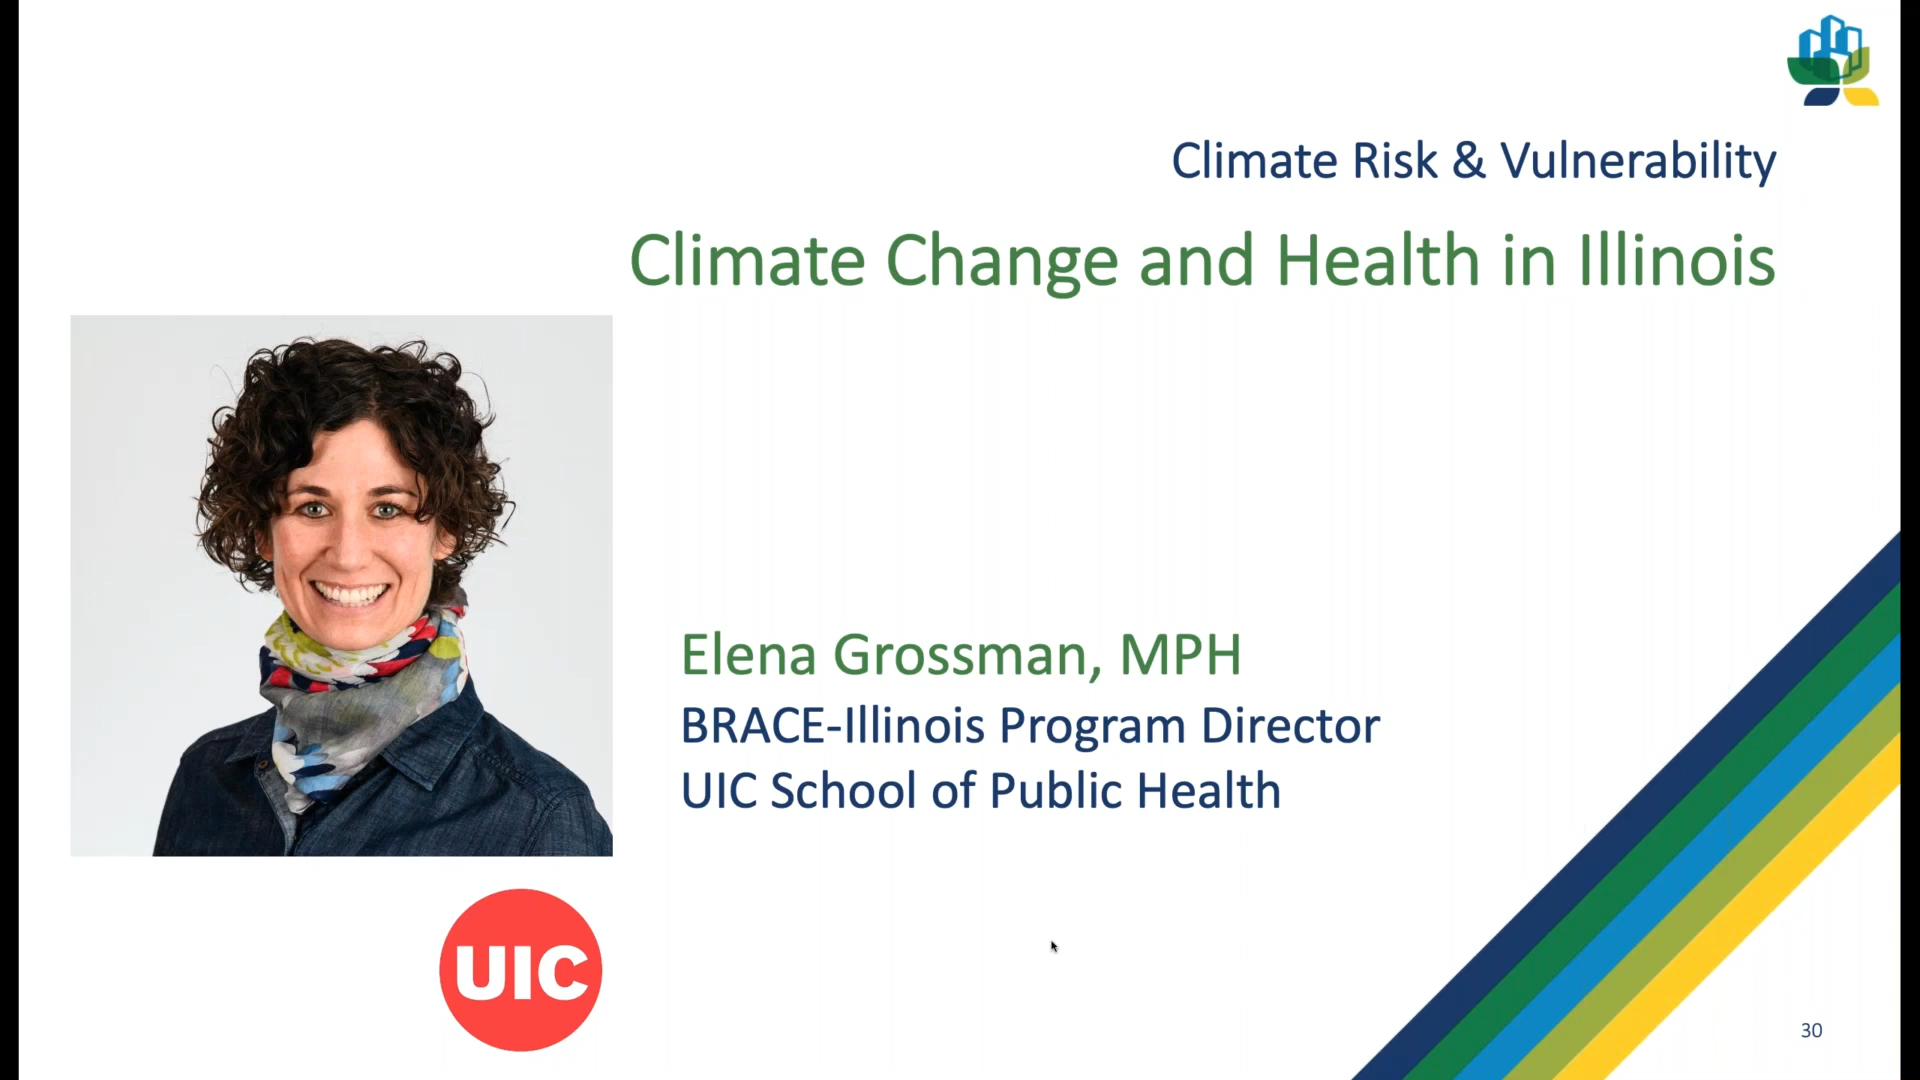 Climate Risk & Vulnerability
Climate Change and Health in Illinois
Elena Grossman, MPH
BRACE-Illinois Program Director
UIC School of Public Health
UIC
30